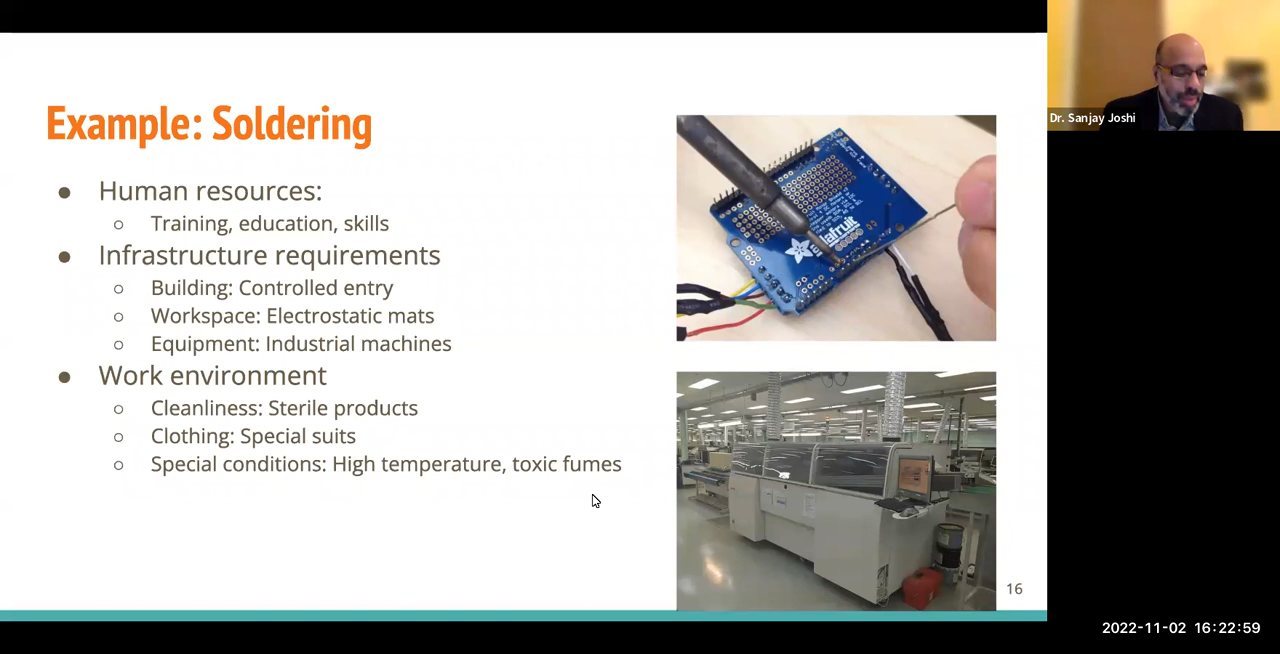 Example: Soldering
● Human resources:
○ Training, education, skills
● Infrastructure requirements
○ Building: Controlled entry
○ Workspace: Electrostatic mats
○ Equipment: Industrial machines
● Work environment
○ Cleanliness: Sterile products
○ Clothing: Special suits
○ Special conditions: High temperature, toxic fumes
adafruit
16
Dr. Sanjay Joshi
2022-11-02 16:22:59